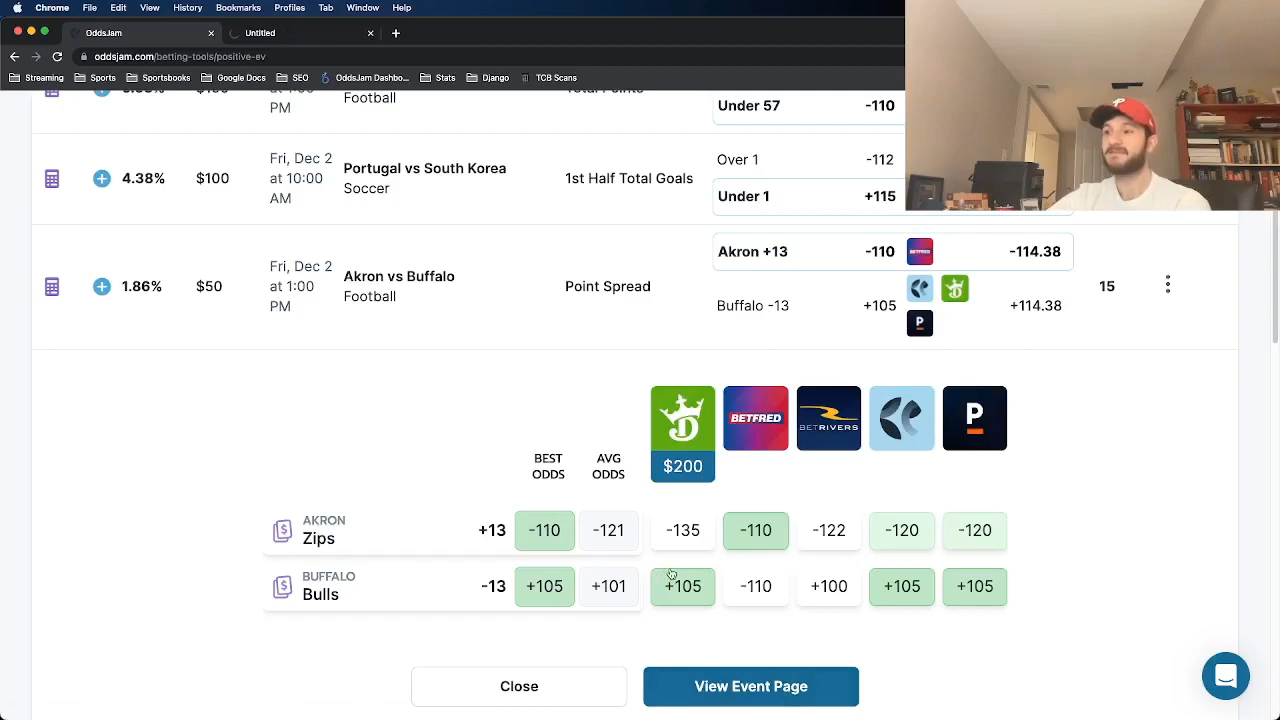 Chrome File Edit View History Bookmarks Profiles Tab Window Help
OddsJam Untitled
oddsjam.com/betting-tools/positive-ev
Streaming Sports Sportsbooks Google Docs SEO OddsJam Dashbo... Stats Django TCB Scans
PM Football Under 57 -110
4.38% $100 Fri, Dec 2 at 10:00 AM Portugal vs South Korea Soccer 1st Half Total Goals Over 1 -112
Under 1 +115
1.86% $50 Fri, Dec 2 at 1:00 PM Akron vs Buffalo Football Point Spread Akron +13 -110 BETFRED -114.38 15
Buffalo -13 +105 P +114.38
BEST ODDS AVG ODDS $200 BETFRED BETRIVERS P
AKRON
Zips +13 -110 -121 -135 -110 -122 -120 -120
BUFFALO
Bulls -13 +105 +101 +105 -110 +100 +105 +105
Close View Event Page